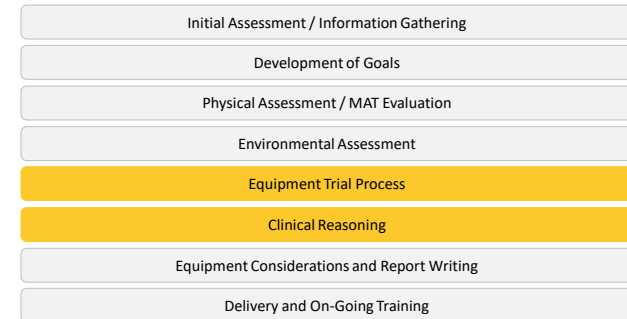 Initial Assessment / Information Gathering
Development of Goals
Physical Assessment / MAT Evaluation
Environmental Assessment
Equipment Trial Process
Clinical Reasoning
Equipment Considerations and Report Writing
Delivery and On-Going Training